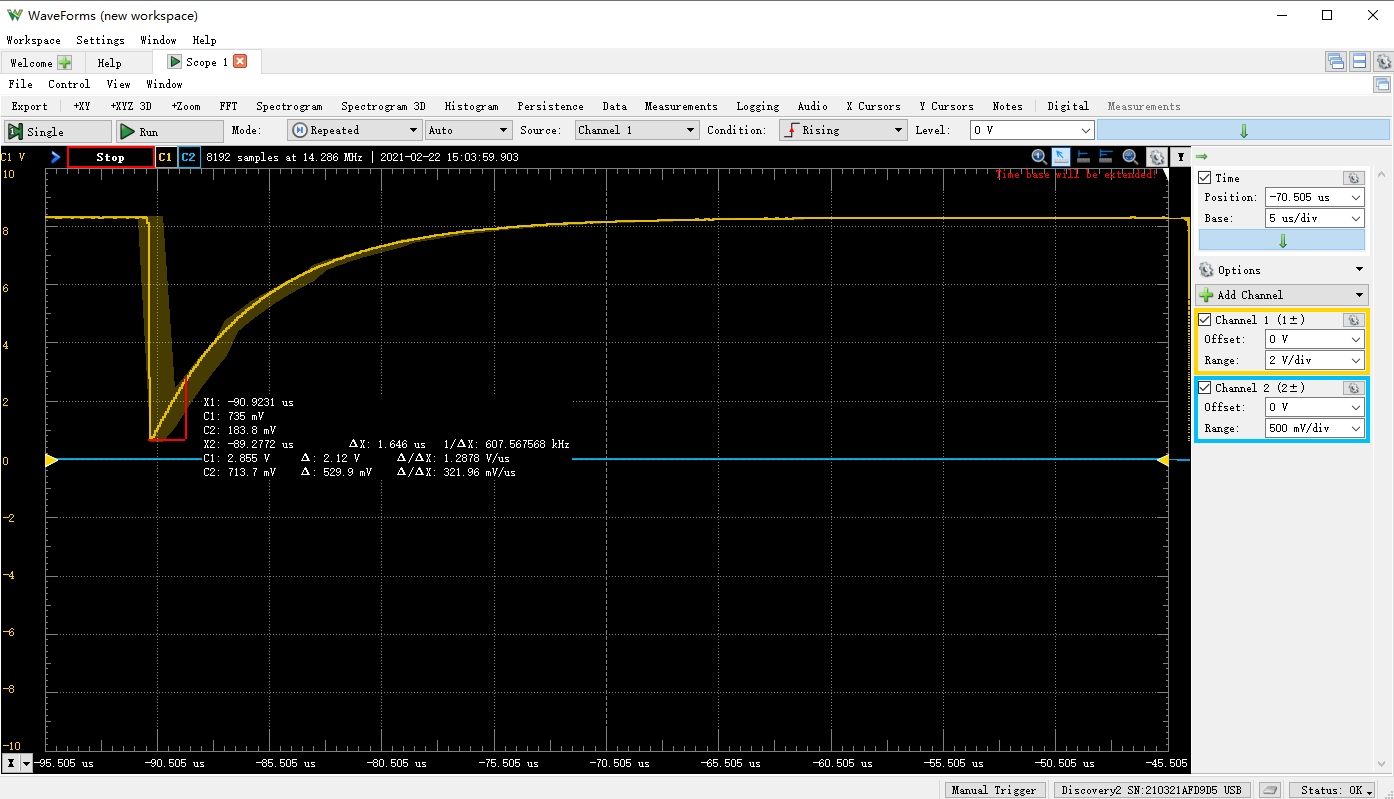 WaveForms (new workspace)
Workspace Settings Window Help
Welcome Help Scope 1
File Control View Window
Export +XY +XYZ 3D +Zoom FFT Spectrogram Spectrogram 3D Histogram Persistence Data Measurements Logging Audio X Cursors Y Cursors Notes Digital Measurements
Single Run Mode: Repeated Auto Source: Channel 1 Condition: Rising Level: 0 V
C1 V Stop C1 C2 8192 samples at 14.286 MHz | 2021-02-22 15:03:59.903 Y
Time base will be extended!
10
8
6
4
2
0
-2
-4
-6
-8
-10
X1: -90.9231 us
C1: 735 mV
C2: 183.8 mV
X2: -89.2772 us ΔX: 1.646 us 1/ΔX: 607.567568 kHz
C1: 2.855 V Δ: 2.12 V Δ/ΔX: 1.2878 V/us
C2: 713.7 mV Δ: 529.9 mV Δ/ΔX: 321.96 mV/us
X -95.505 us -90.505 us -85.505 us -80.505 us -75.505 us -70.505 us -65.505 us -60.505 us -55.505 us -50.505 us -45.505 us
Time
Position: -70.505 us
Base: 5 us/div
Options
Add Channel
Channel 1 (1±)
Offset: 0 V
Range: 2 V/div
Channel 2 (2±)
Offset: 0 V
Range: 500 mV/div
Manual Trigger Discovery2 SN:210321AFD9D5 USB Status: OK